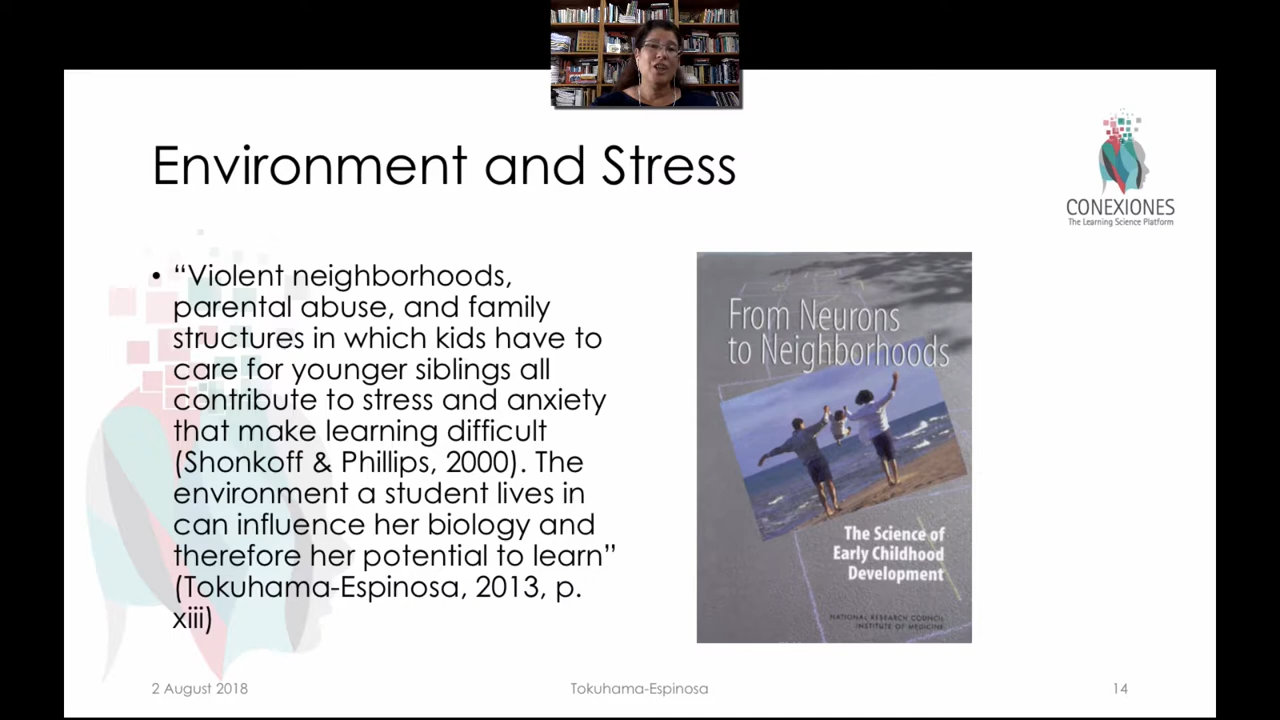 Environment and Stress
CONEXIONES
The Learning Science Platform
• “Violent neighborhoods,
parental abuse, and family
structures in which kids have to
care for younger siblings all
contribute to stress and anxiety
that make learning difficult
(Shonkoff & Phillips, 2000). The
environment a student lives in
can influence her biology and
therefore her potential to learn”
(Tokuhama-Espinosa, 2013, p.
xiii)
From Neurons
to Neighborhoods
The Science of
Early Childhood
Development
NATIONAL RESEARCH COUNCIL
INSTITUTE OF MEDICINE
2 August 2018
Tokuhama-Espinosa
14